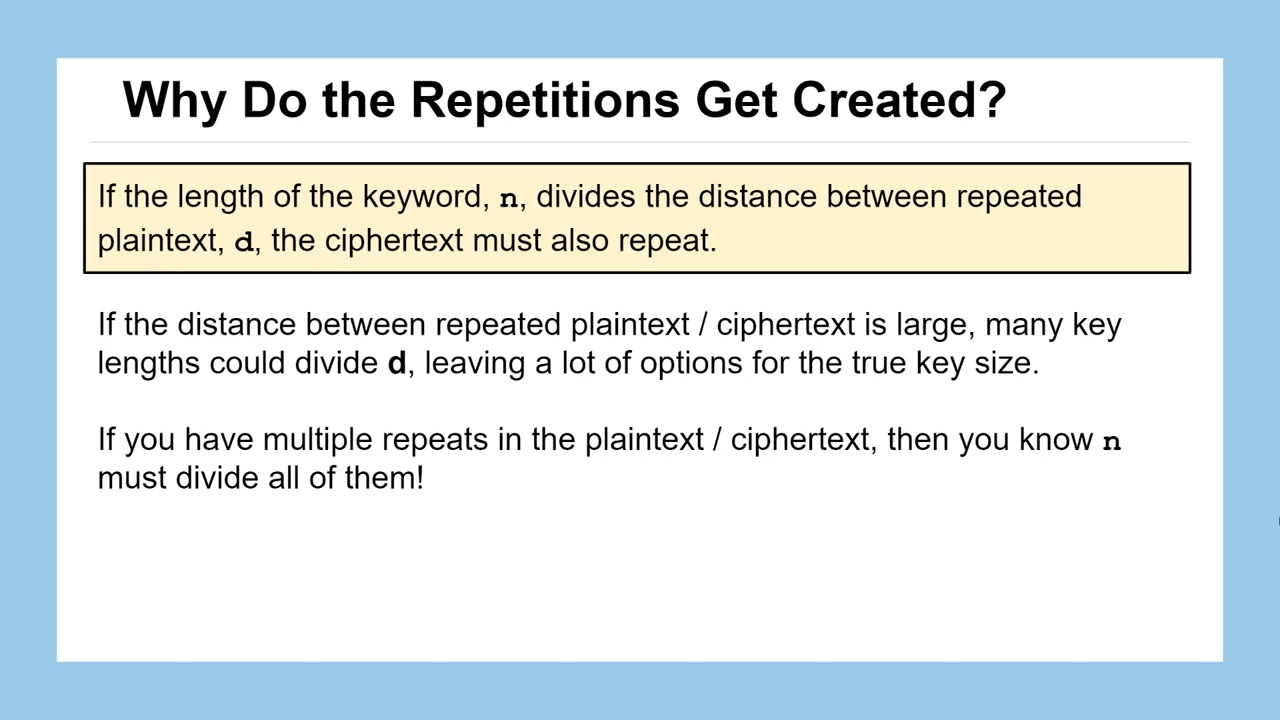 Why Do the Repetitions Get Created?
If the length of the keyword, n, divides the distance between repeated
plaintext, d, the ciphertext must also repeat.
If the distance between repeated plaintext / ciphertext is large, many key
lengths could divide d, leaving a lot of options for the true key size.
If you have multiple repeats in the plaintext / ciphertext, then you know n
must divide all of them!